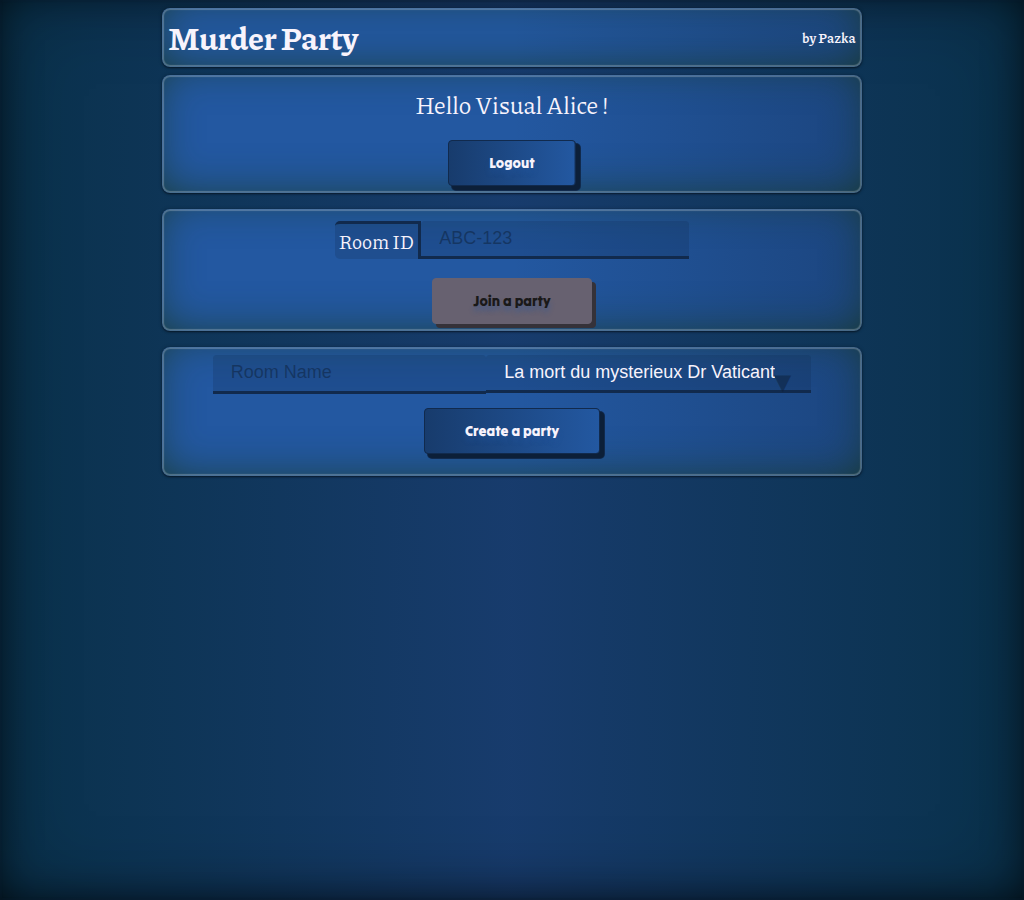 Murder Party
by Pazka
Hello Visual Alice !
Logout
Room ID
ABC-123
Join a party
Room Name
La mort du mysterieux Dr Vaticant
Create a party